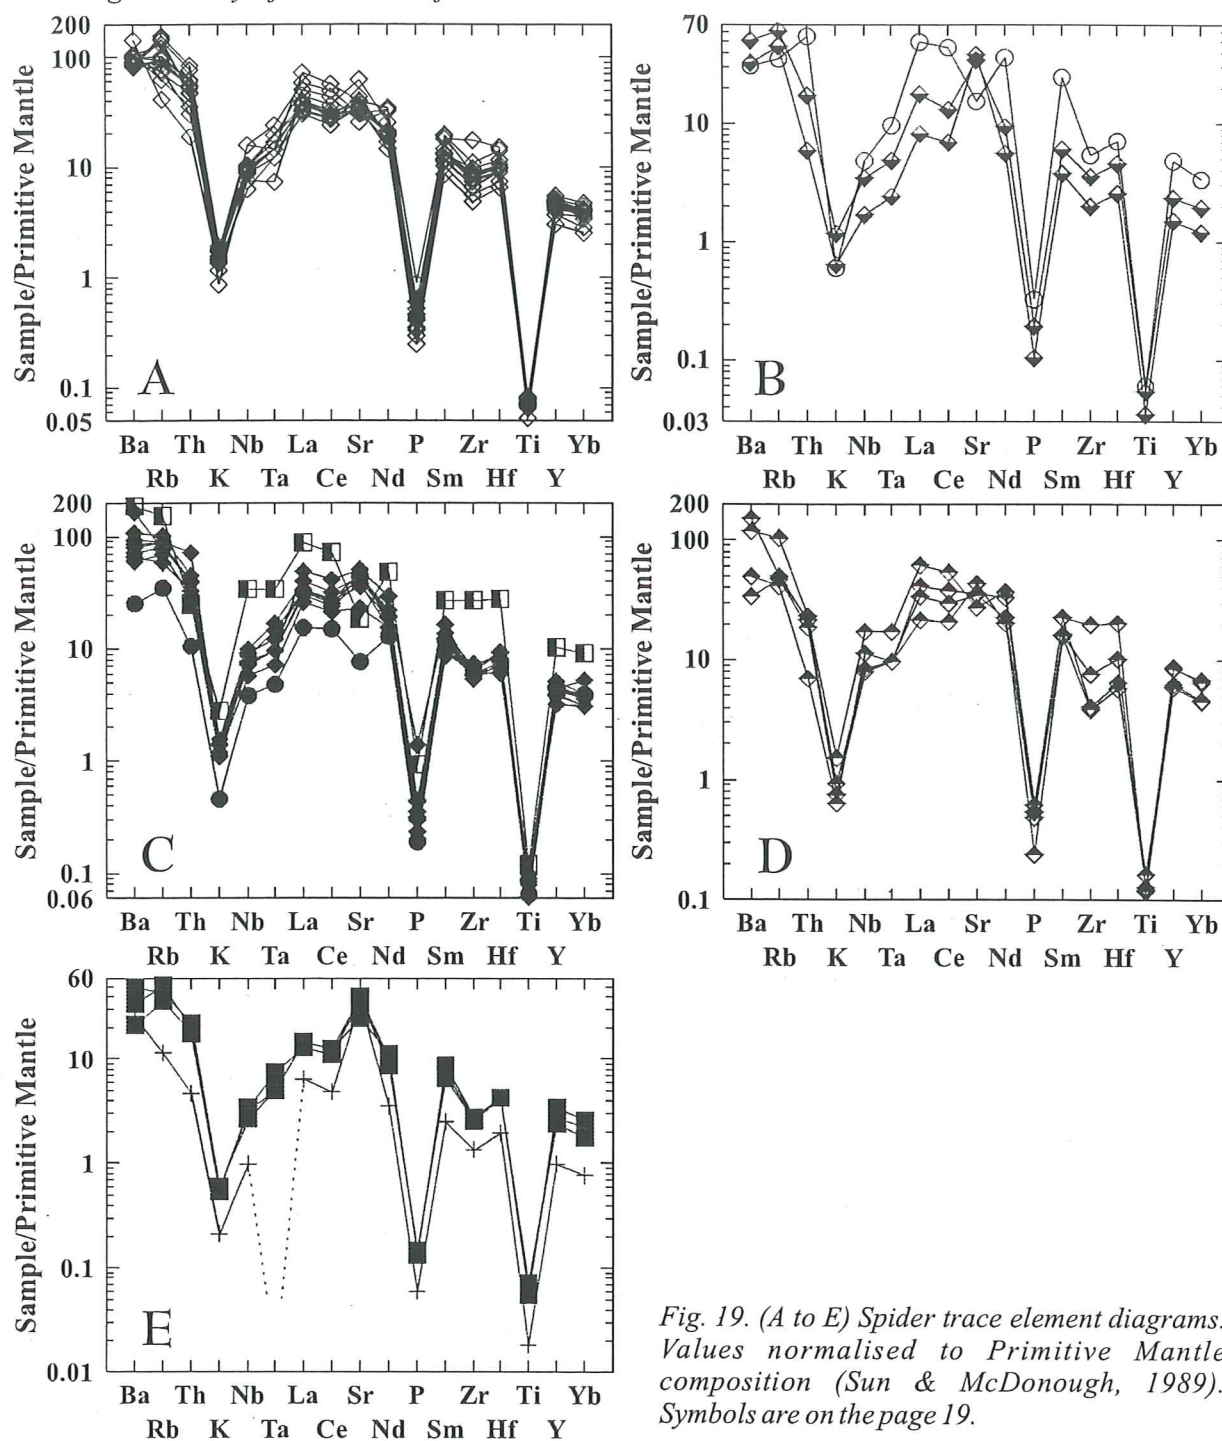 200
100
10
1
0.1
0.05
Sample/Primitive Mantle
A
Ba Th Nb La Sr P Zr Ti Yb
Rb K Ta Ce Nd Sm Hf Y
70
10
1
0.1
0.03
Sample/Primitive Mantle
B
Ba Th Nb La Sr P Zr Ti Yb
Rb K Ta Ce Nd Sm Hf Y
200
100
10
1
0.1
0.06
Sample/Primitive Mantle
C
Ba Th Nb La Sr P Zr Ti Yb
Rb K Ta Ce Nd Sm Hf Y
200
100
10
1
0.1
Sample/Primitive Mantle
D
Ba Th Nb La Sr P Zr Ti Yb
Rb K Ta Ce Nd Sm Hf Y
60
10
1
0.1
0.01
Sample/Primitive Mantle
E
Ba Th Nb La Sr P Zr Ti Yb
Rb K Ta Ce Nd Sm Hf Y
Fig. 19. (A to E) Spider trace element diagrams.
Values normalised to Primitive Mantle
composition (Sun & McDonough, 1989).
Symbols are on the page 19.